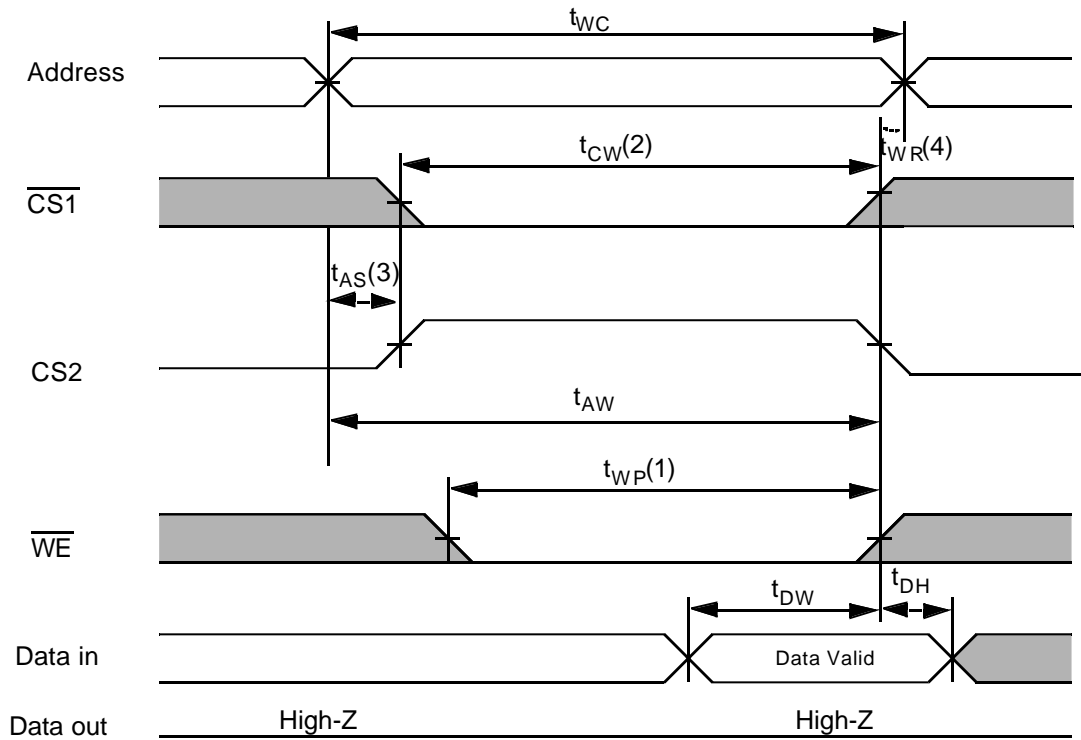 tWC
Address
tCW(2)
tWR(4)
CS1
tAS(3)
CS2
tAW
tWP(1)
WE
tDW
tDH
Data in
Data Valid
Data out
High-Z
High-Z